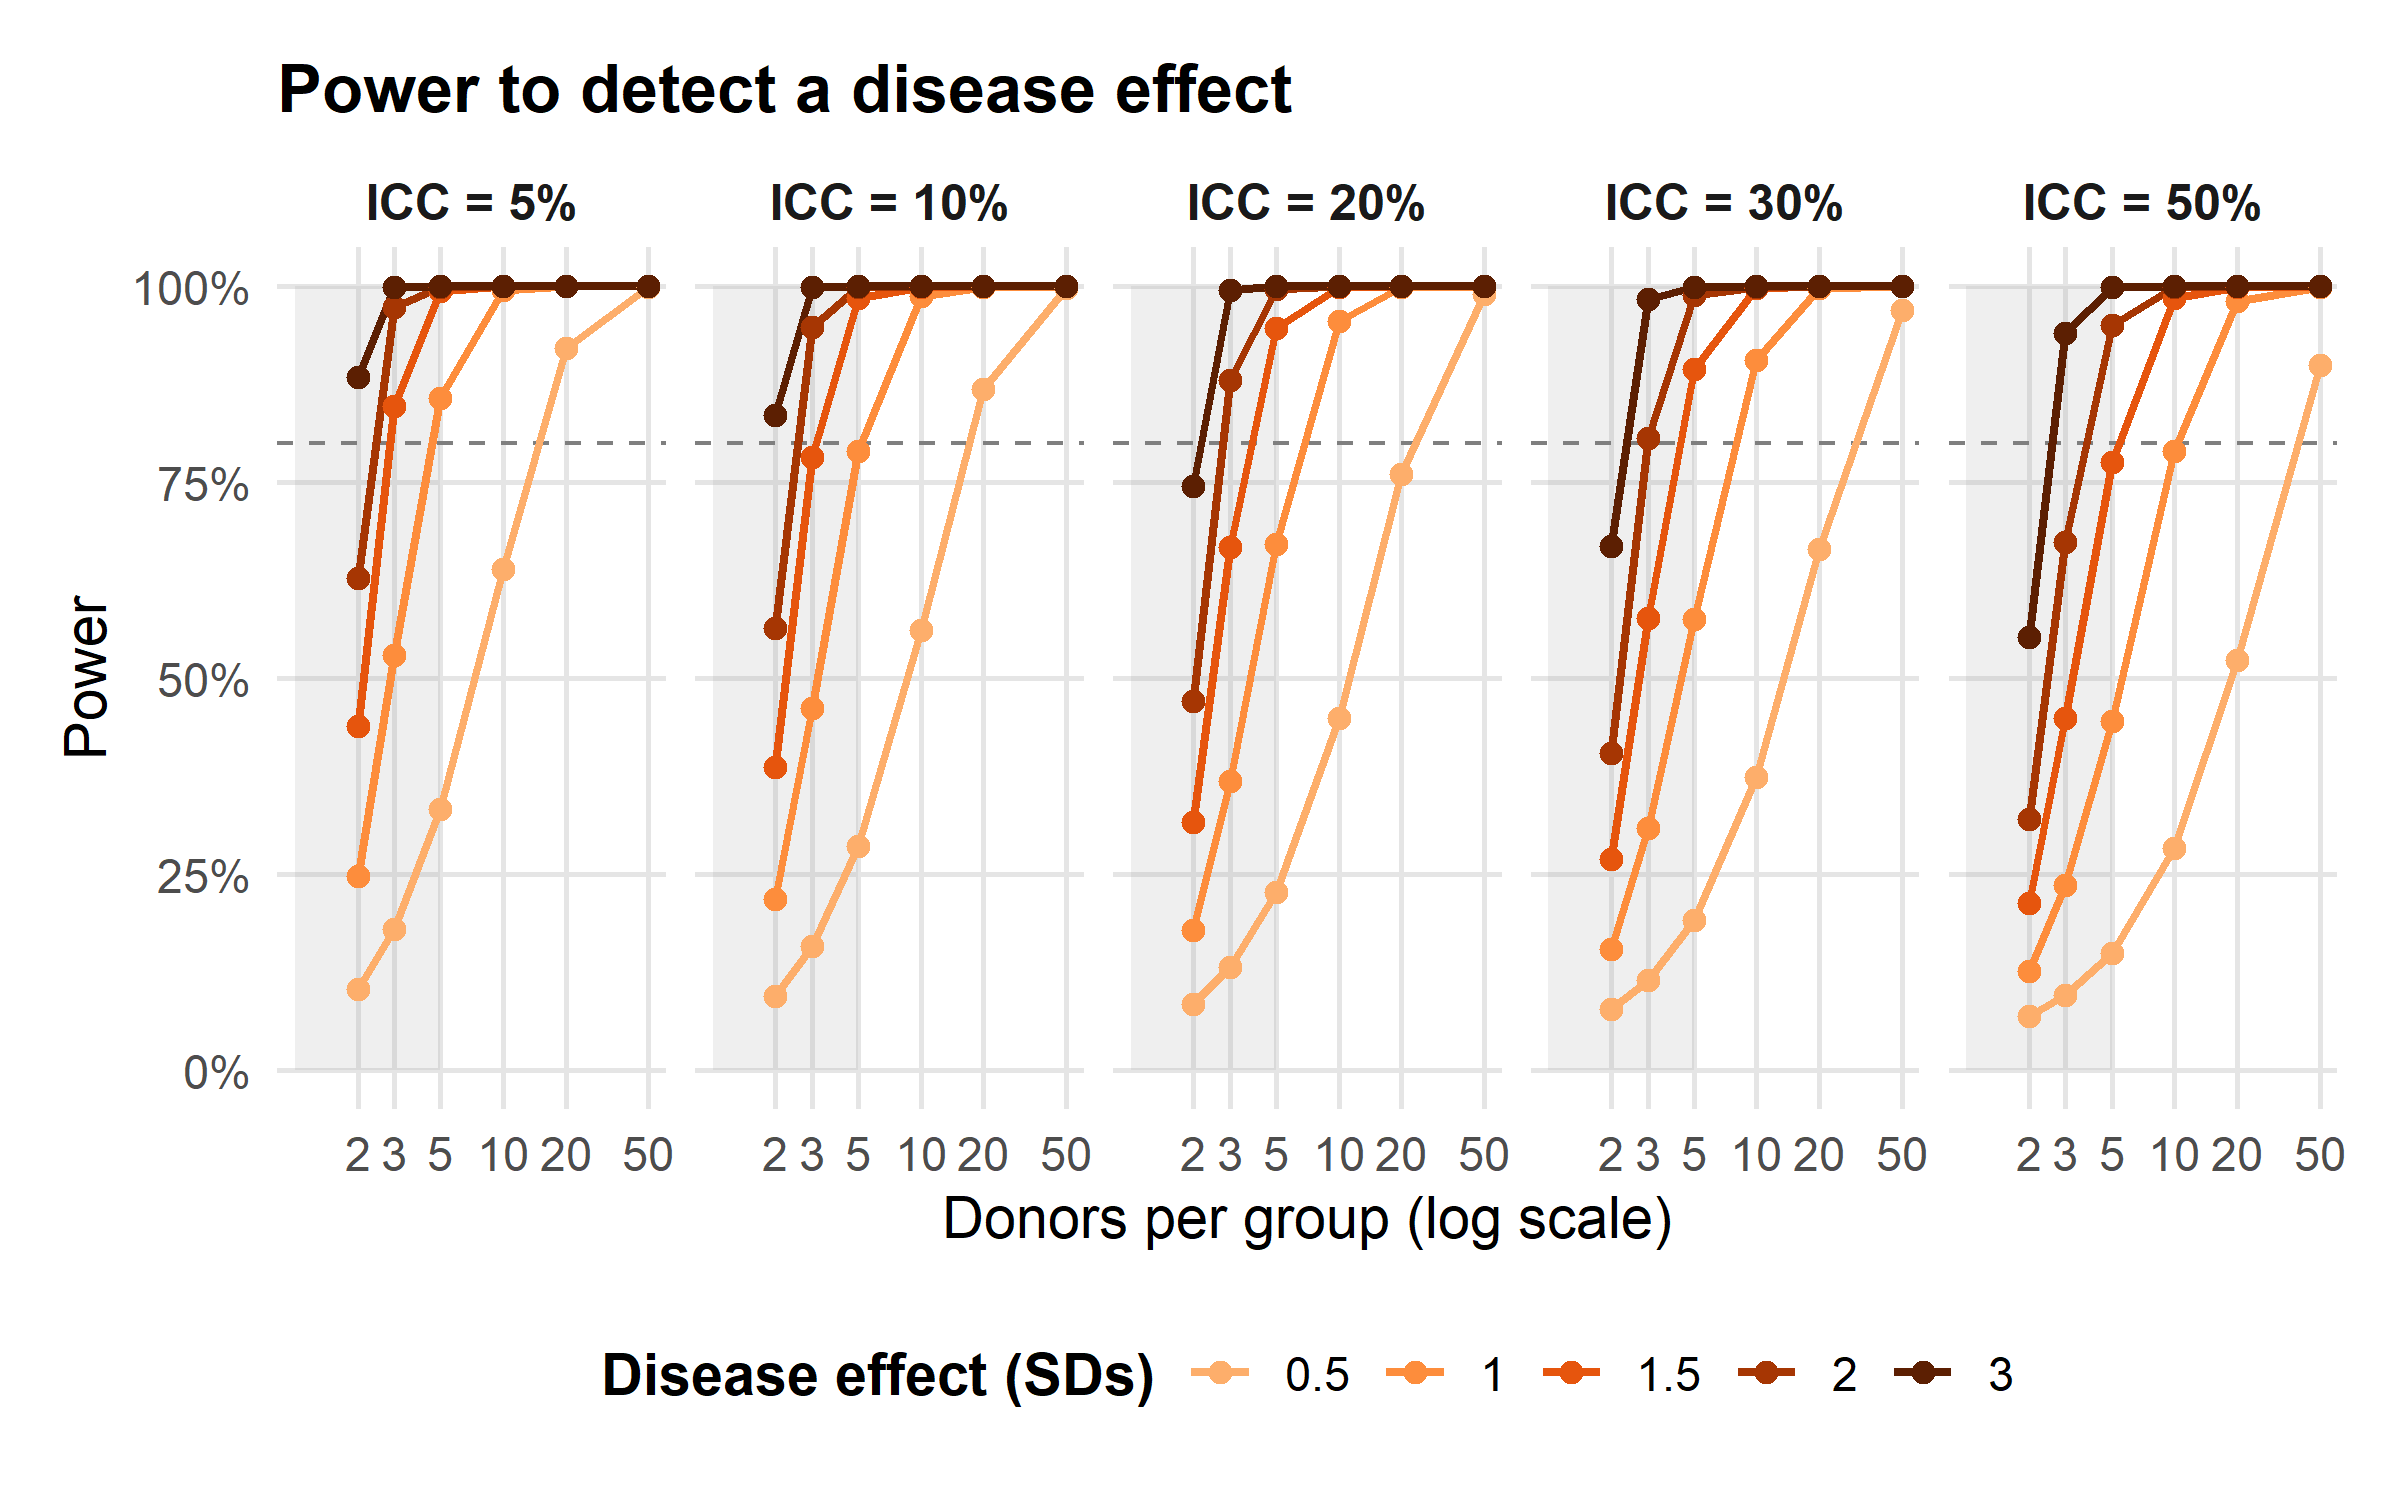 Power to detect a disease effect
ICC = 5% ICC = 10% ICC = 20% ICC = 30% ICC = 50%
100%
75%
50%
25%
0%
Power
2 3 5 10 20 50 2 3 5 10 20 50 2 3 5 10 20 50 2 3 5 10 20 50 2 3 5 10 20 50
Donors per group (log scale)
Disease effect (SDs) 0.5 1 1.5 2 3